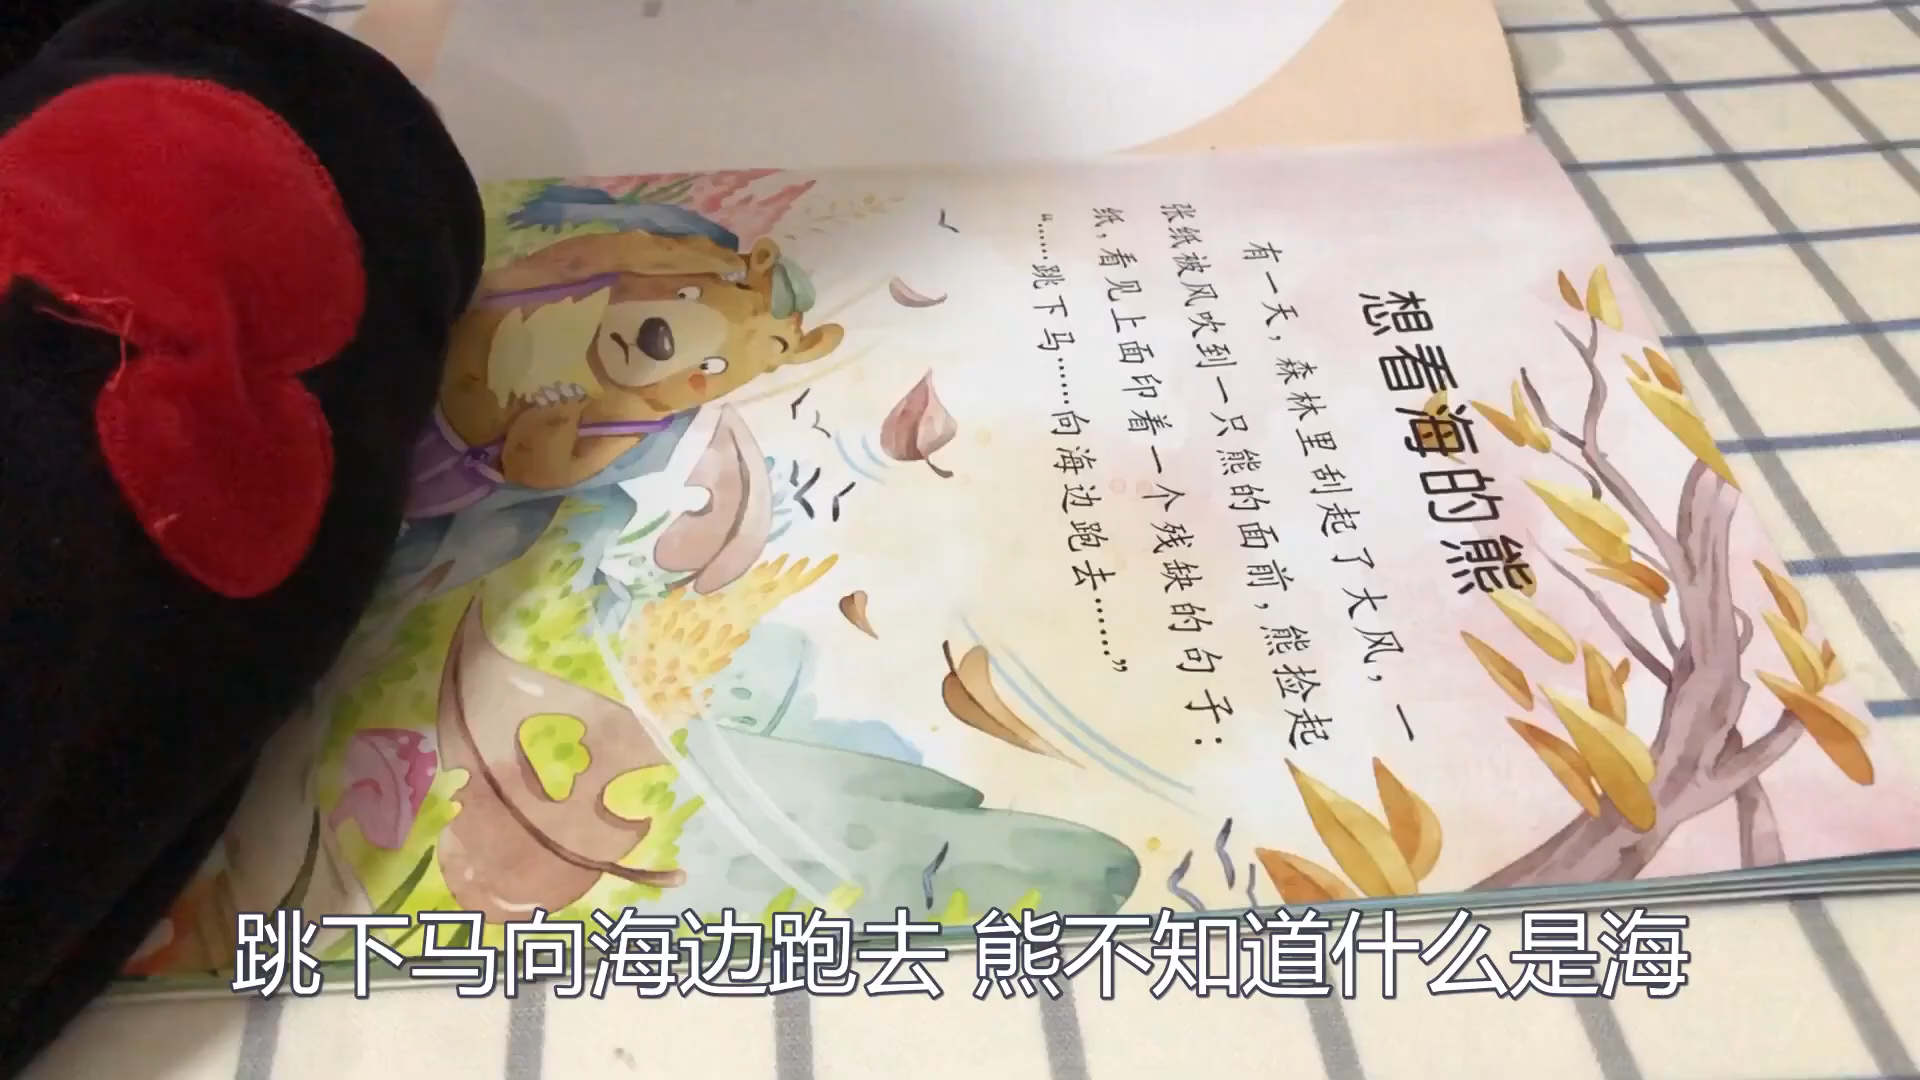 想看海的熊
有一天，森林里刮起了大风，一
张纸被风吹到一只熊的面前，熊捡起
纸，看见上面印着一个残缺的句子：
“……跳下马……向海边跑去……”
跳下马向海边跑去 熊不知道什么是海